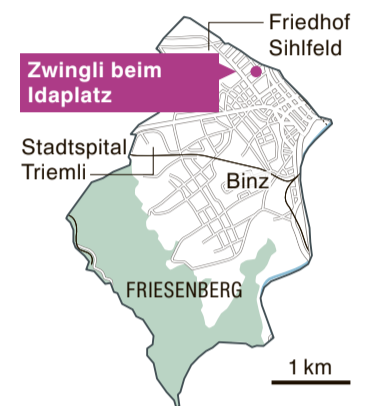 Friedhof
Sihlfeld
Zwingli beim
Idaplatz
Stadtspital
Triemli
Binz
FRIESENBERG
1 km